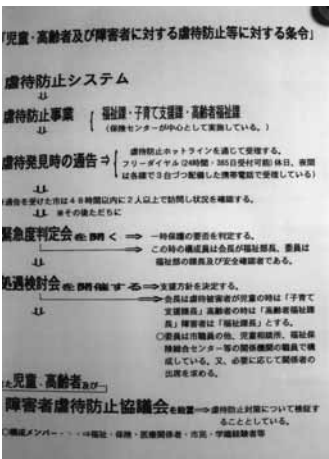 「児童・高齢者及び障害者に対する虐待防止等に対する条令」
虐待防止システム
⇓
虐待防止事業 ⇒ 福祉課・子育て支援課・高齢者福祉課
(保険センターが中心として実施している。)
虐待発見時の通告⇒ 虐待防止ホットラインを通じて受理する。
フリーダイヤル(24時間・365日受付可能)休日、夜間
は各課で3台づつ配備した携帯電話で受理している)
⇓
通告を受けた市は48時間以内に2人以上で訪問し状況を確認する。
⇓ ※その後ただちに
緊急度判定会を開く ⇒ 一時保護の要否を判定する。
⇒ この時の構成員は会長が福祉部長、委員は
⇓ 福祉部の課長及び安全確認者である。
処遇検討会を開催する⇒支援方針を決定する。
⇒会長は虐待被害者が児童の時は「子育て
⇓ 支援課長」高齢者の時は「高齢者福祉課
長」障害者は「福祉課長」とする。
○委員は市職員の他、児童相談所、福祉保
険総合センター等の関係機関の職員で構
成している。又、必要に応じて関係者の
出席を求める。
た児童・高齢者及び
障害者虐待防止協議会を設置⇒虐待防止対策について検証す
ることとしている。
○構成メンバー・・・⇒福祉・保険・医療関係者・市民・学識経験者等